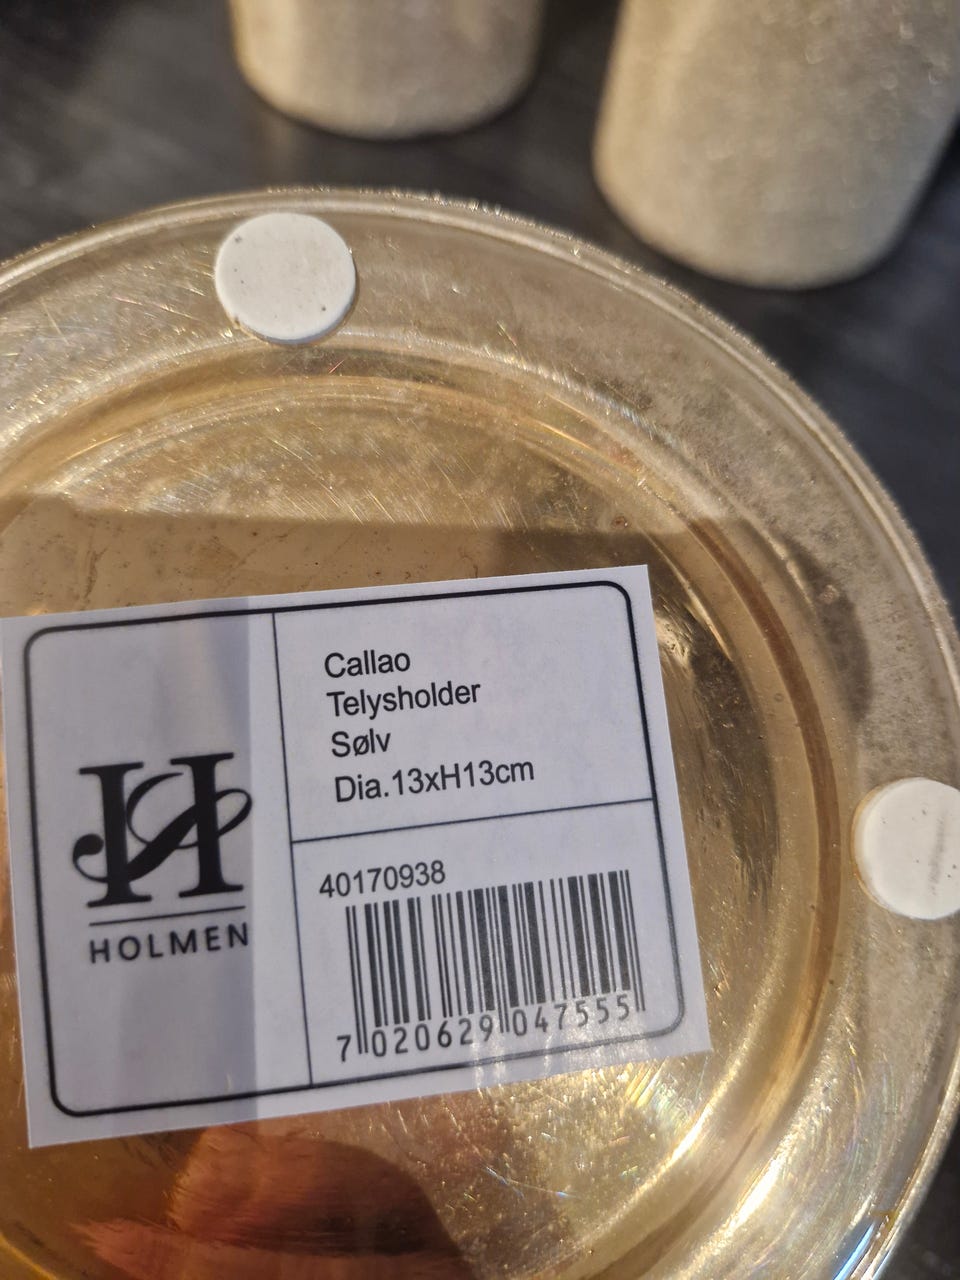 Callao
Telysholder
Sølv
Dia.13xH13cm
H
HOLMEN
40170938
7 020629 047555